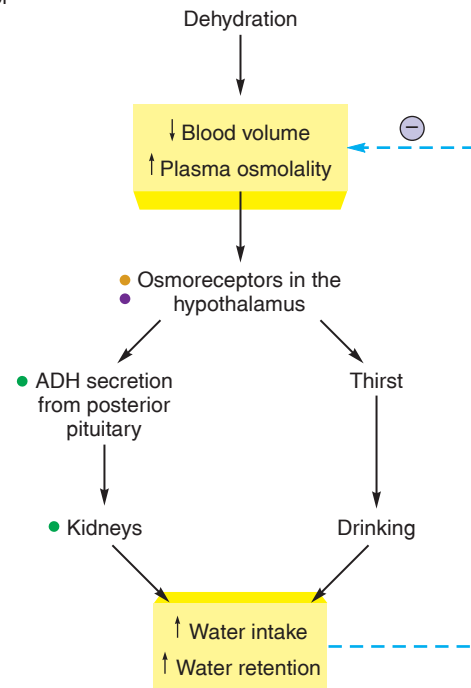 Dehydration
↓ Blood volume
−
↑ Plasma osmolality
Osmoreceptors in the
hypothalamus
ADH secretion
from posterior
pituitary
Thirst
Kidneys
Drinking
↑ Water intake
↑ Water retention